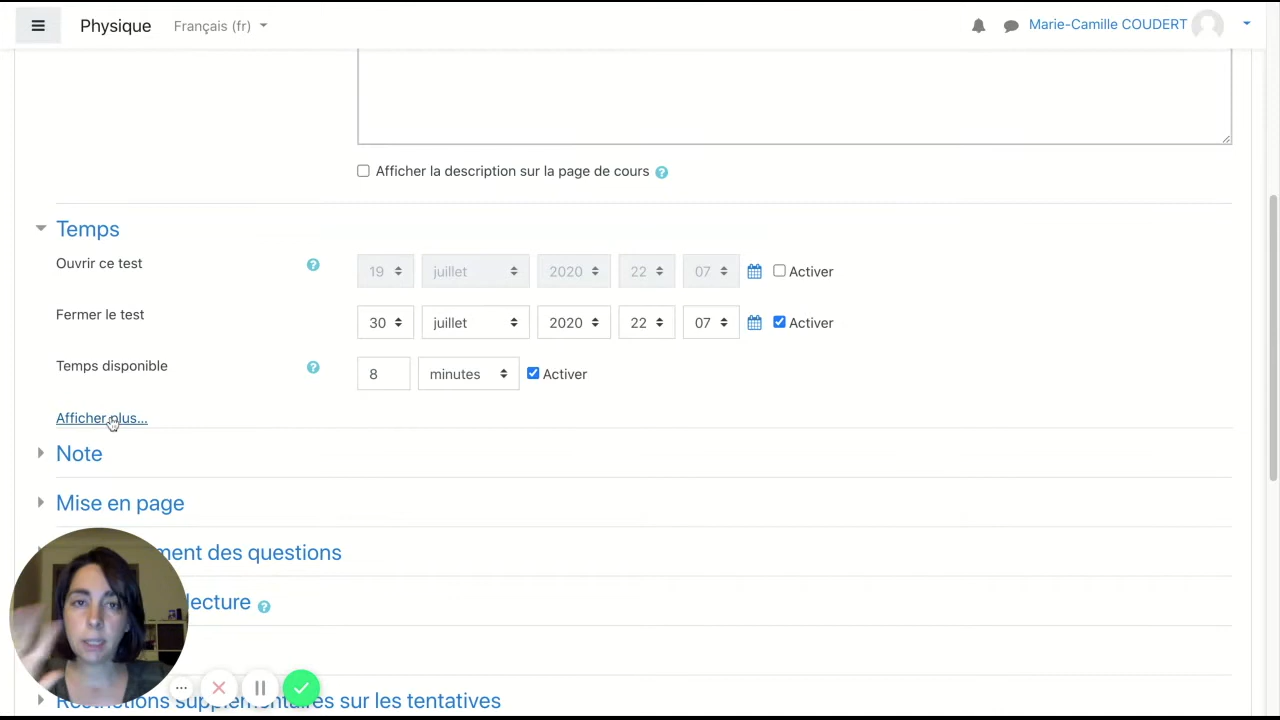 Physique Français (fr) Marie-Camille COUDERT
Afficher la description sur la page de cours ?
Temps
Ouvrir ce test ? 19 juillet 2020 22 07 Activer
Fermer le test 30 juillet 2020 22 07 Activer
Temps disponible ? 8 minutes Activer
Afficher plus...
Note
Mise en page
ment des questions
lecture ?
Restrictions supplémentaires sur les tentatives